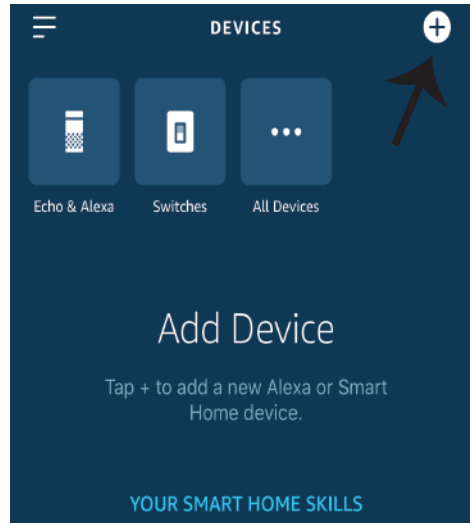 DEVICES
Echo & Alexa
Switches
All Devices
Add Device
Tap + to add a new Alexa or Smart
Home device.
YOUR SMART HOME SKILLS